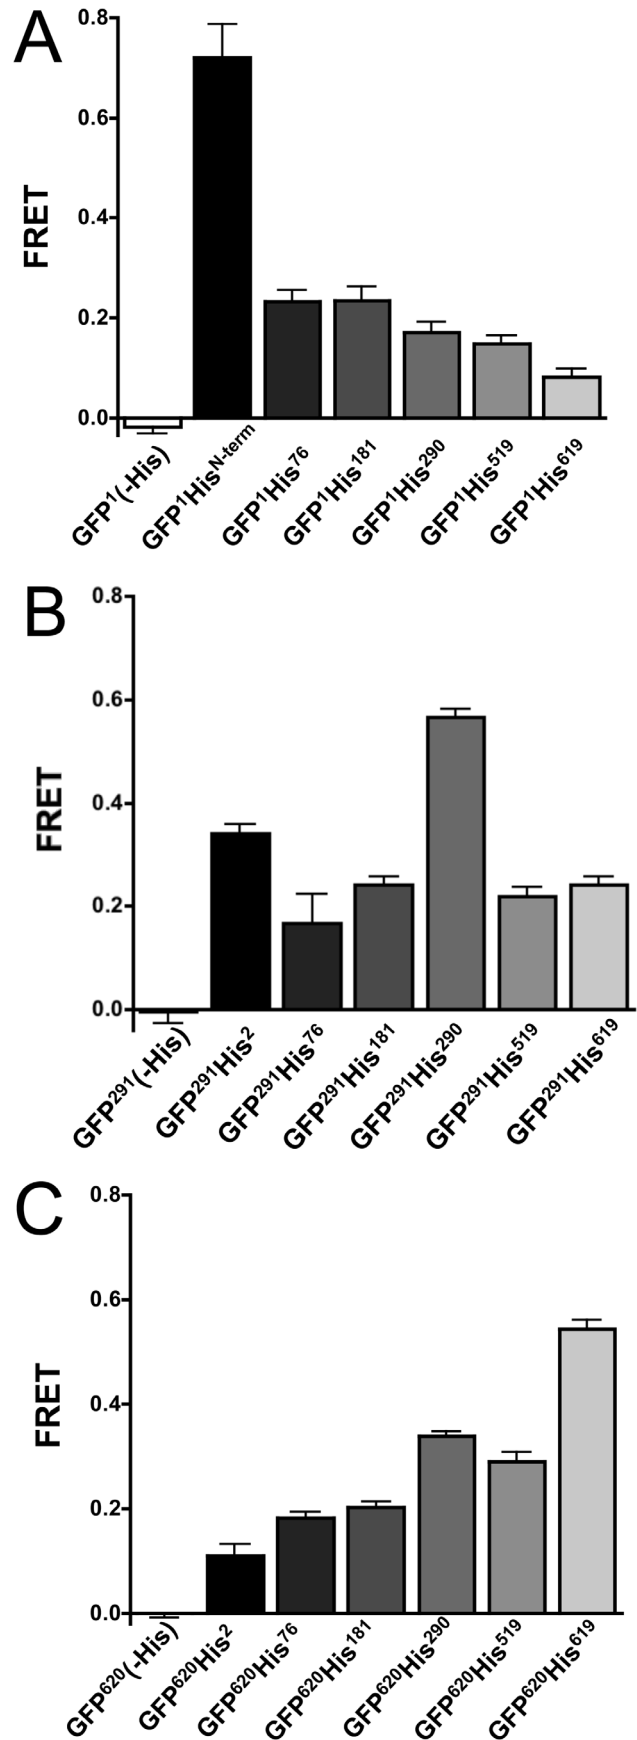 A
FRET
0.8
0.6
0.4
0.2
0.0
GFP¹(-His)
GFP¹Hisᴺ⁻ᵗᵉʳᵐ
GFP¹His⁷⁶
GFP¹His¹⁸¹
GFP¹His²⁹⁰
GFP¹His⁵¹⁹
GFP¹His⁶¹⁹
B
FRET
0.8
0.6
0.4
0.2
0.0
GFP²⁹¹(-His)
GFP²⁹¹His²
GFP²⁹¹His⁷⁶
GFP²⁹¹His¹⁸¹
GFP²⁹¹His²⁹⁰
GFP²⁹¹His⁵¹⁹
GFP²⁹¹His⁶¹⁹
C
FRET
0.8
0.6
0.4
0.2
0.0
GFP⁶²⁰(-His)
GFP⁶²⁰His²
GFP⁶²⁰His⁷⁶
GFP⁶²⁰His¹⁸¹
GFP⁶²⁰His²⁹⁰
GFP⁶²⁰His⁵¹⁹
GFP⁶²⁰His⁶¹⁹